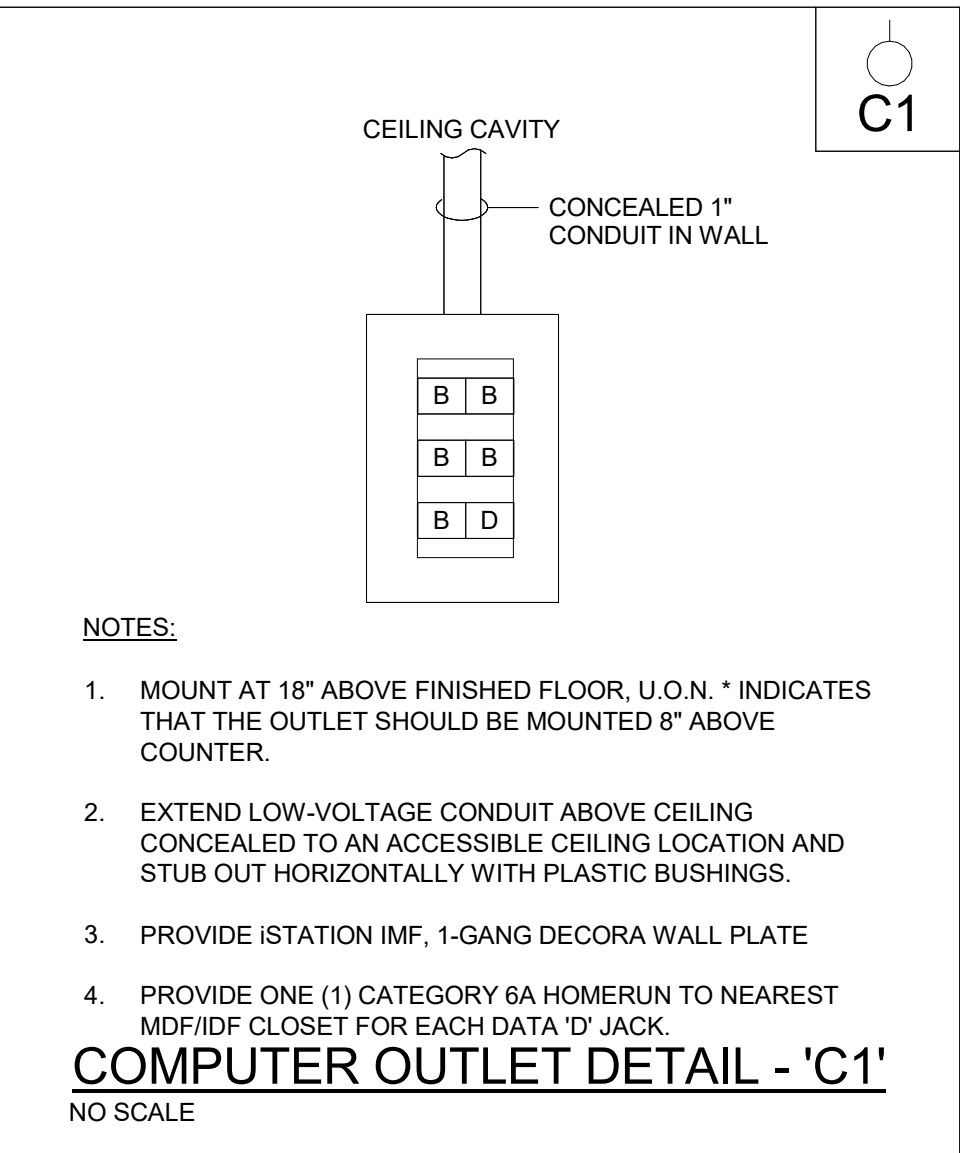 C1
CEILING CAVITY
CONCEALED 1"
CONDUIT IN WALL
B B
B B
B D
NOTES:
1. MOUNT AT 18" ABOVE FINISHED FLOOR, U.O.N. * INDICATES
THAT THE OUTLET SHOULD BE MOUNTED 8" ABOVE
COUNTER.
2. EXTEND LOW-VOLTAGE CONDUIT ABOVE CEILING
CONCEALED TO AN ACCESSIBLE CEILING LOCATION AND
STUB OUT HORIZONTALLY WITH PLASTIC BUSHINGS.
3. PROVIDE iSTATION IMF, 1-GANG DECORA WALL PLATE
4. PROVIDE ONE (1) CATEGORY 6A HOMERUN TO NEAREST
MDF/IDF CLOSET FOR EACH DATA 'D' JACK.
COMPUTER OUTLET DETAIL - 'C1'
NO SCALE